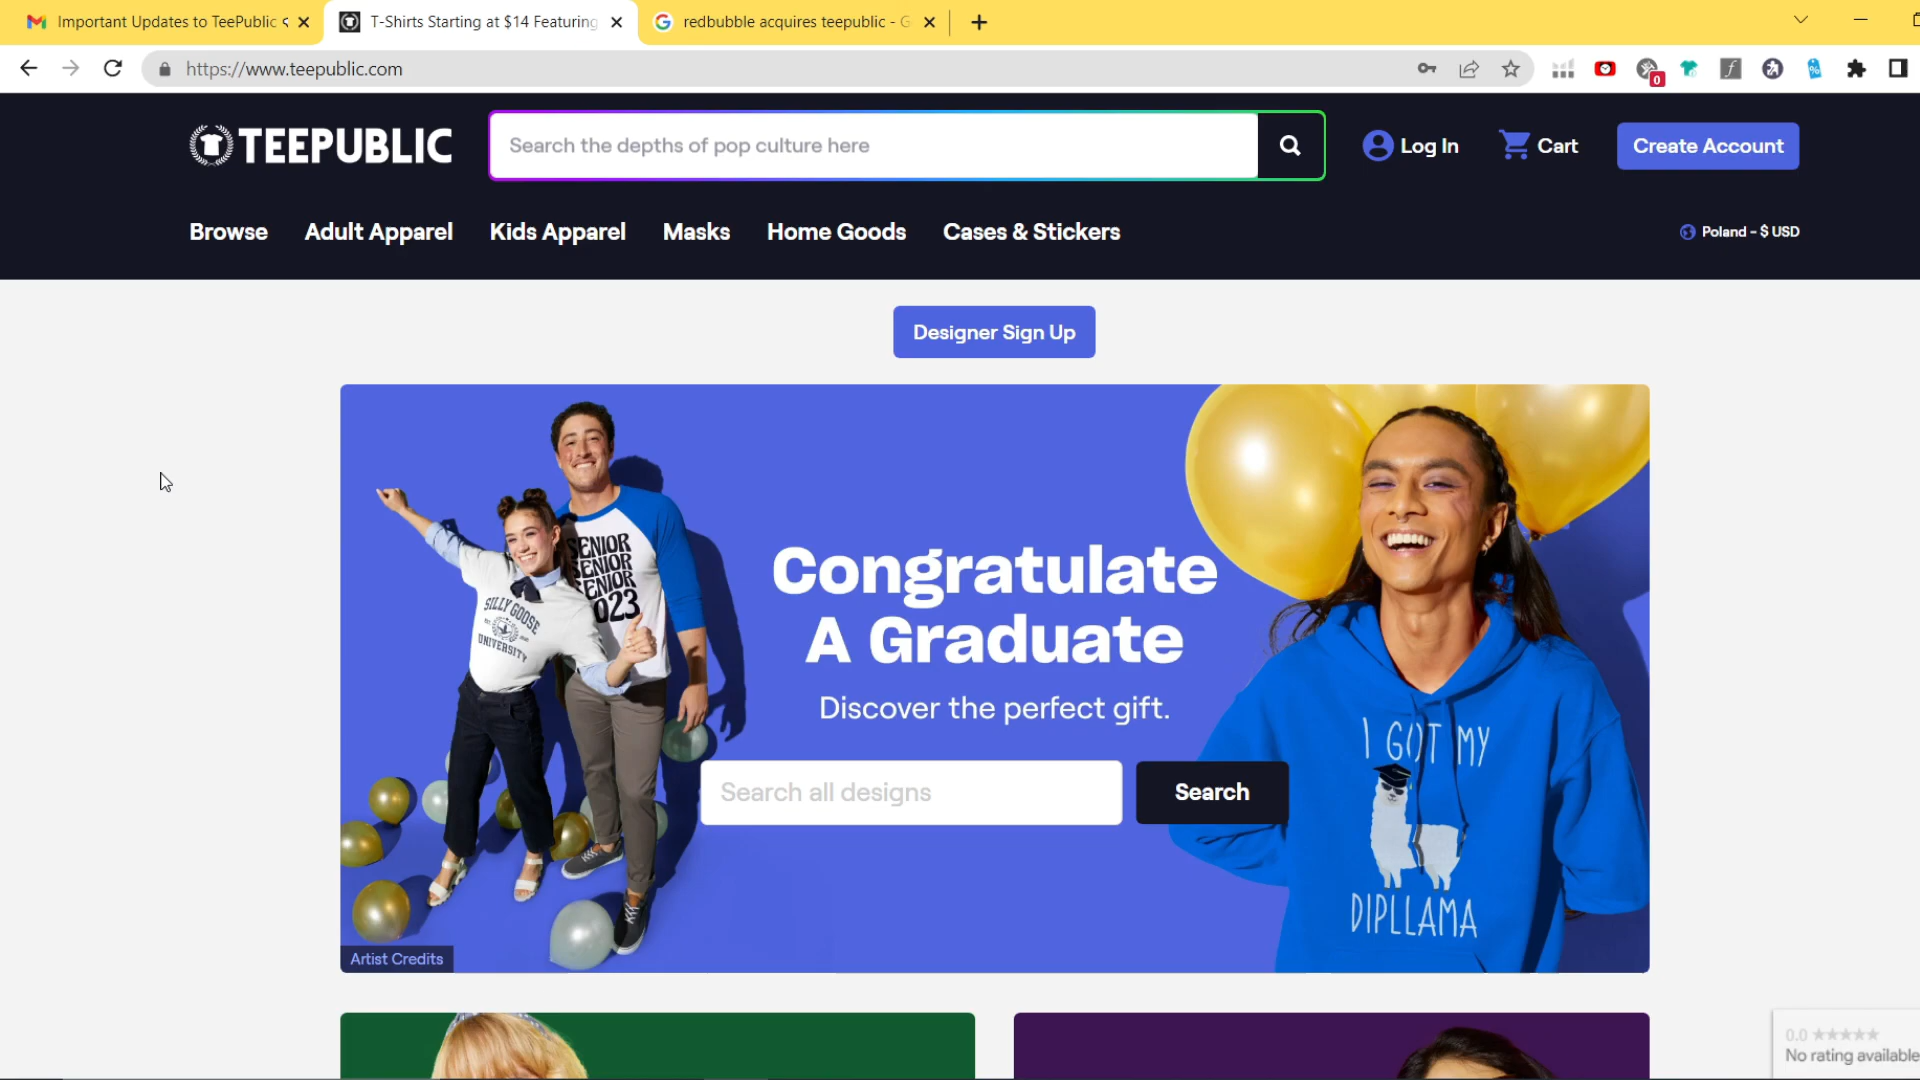 Important Updates to TeePublic
T-Shirts Starting at $14 Featuring
redbubble acquires teepublic - G
https://www.teepublic.com
0
TEEPUBLIC
Search the depths of pop culture here
Log In
Cart
Create Account
Browse
Adult Apparel
Kids Apparel
Masks
Home Goods
Cases & Stickers
Poland - $ USD
Designer Sign Up
SENIOR
SENIOR
SENIOR
2023
SILLY GOOSE
UNIVERSITY
Congratulate
A Graduate
Discover the perfect gift.
Search all designs
Search
I GOT MY
DIPLLAMA
Artist Credits
0.0
No rating available